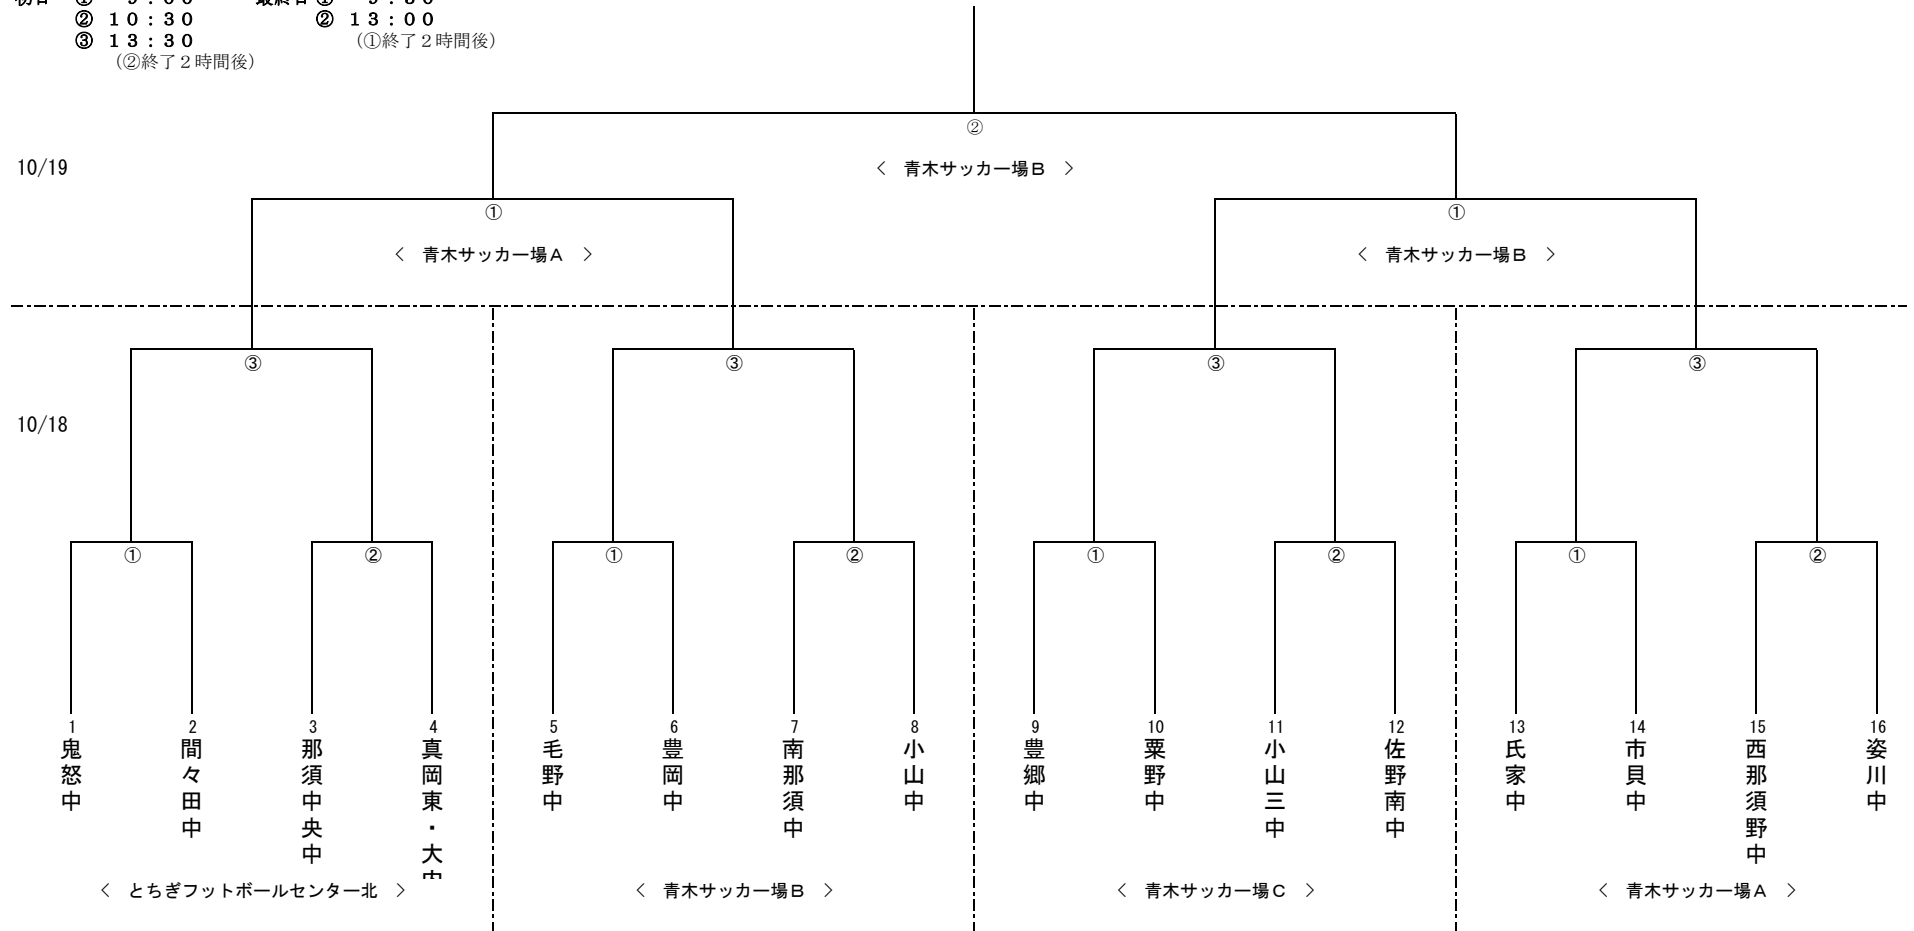 ② １０：３０
② １３：００
③ １３：３０
（①終了２時間後）
（②終了２時間後）
②
10/19
〈 青木サッカー場Ｂ 〉
①
①
〈 青木サッカー場Ａ 〉
〈 青木サッカー場Ｂ 〉
③
③
③
③
10/18
①
②
①
②
①
②
①
②
1
鬼怒中
2
間々田中
3
那須中央中
4
真岡東・大
5
毛野中
6
豊岡中
7
南那須中
8
小山中
9
豊郷中
10
粟野中
11
小山三中
12
佐野南中
13
氏家中
14
市貝中
15
西那須野中
16
姿川中
〈 とちぎフットボールセンター北 〉
〈 青木サッカー場Ｂ 〉
〈 青木サッカー場Ｃ 〉
〈 青木サッカー場Ａ 〉